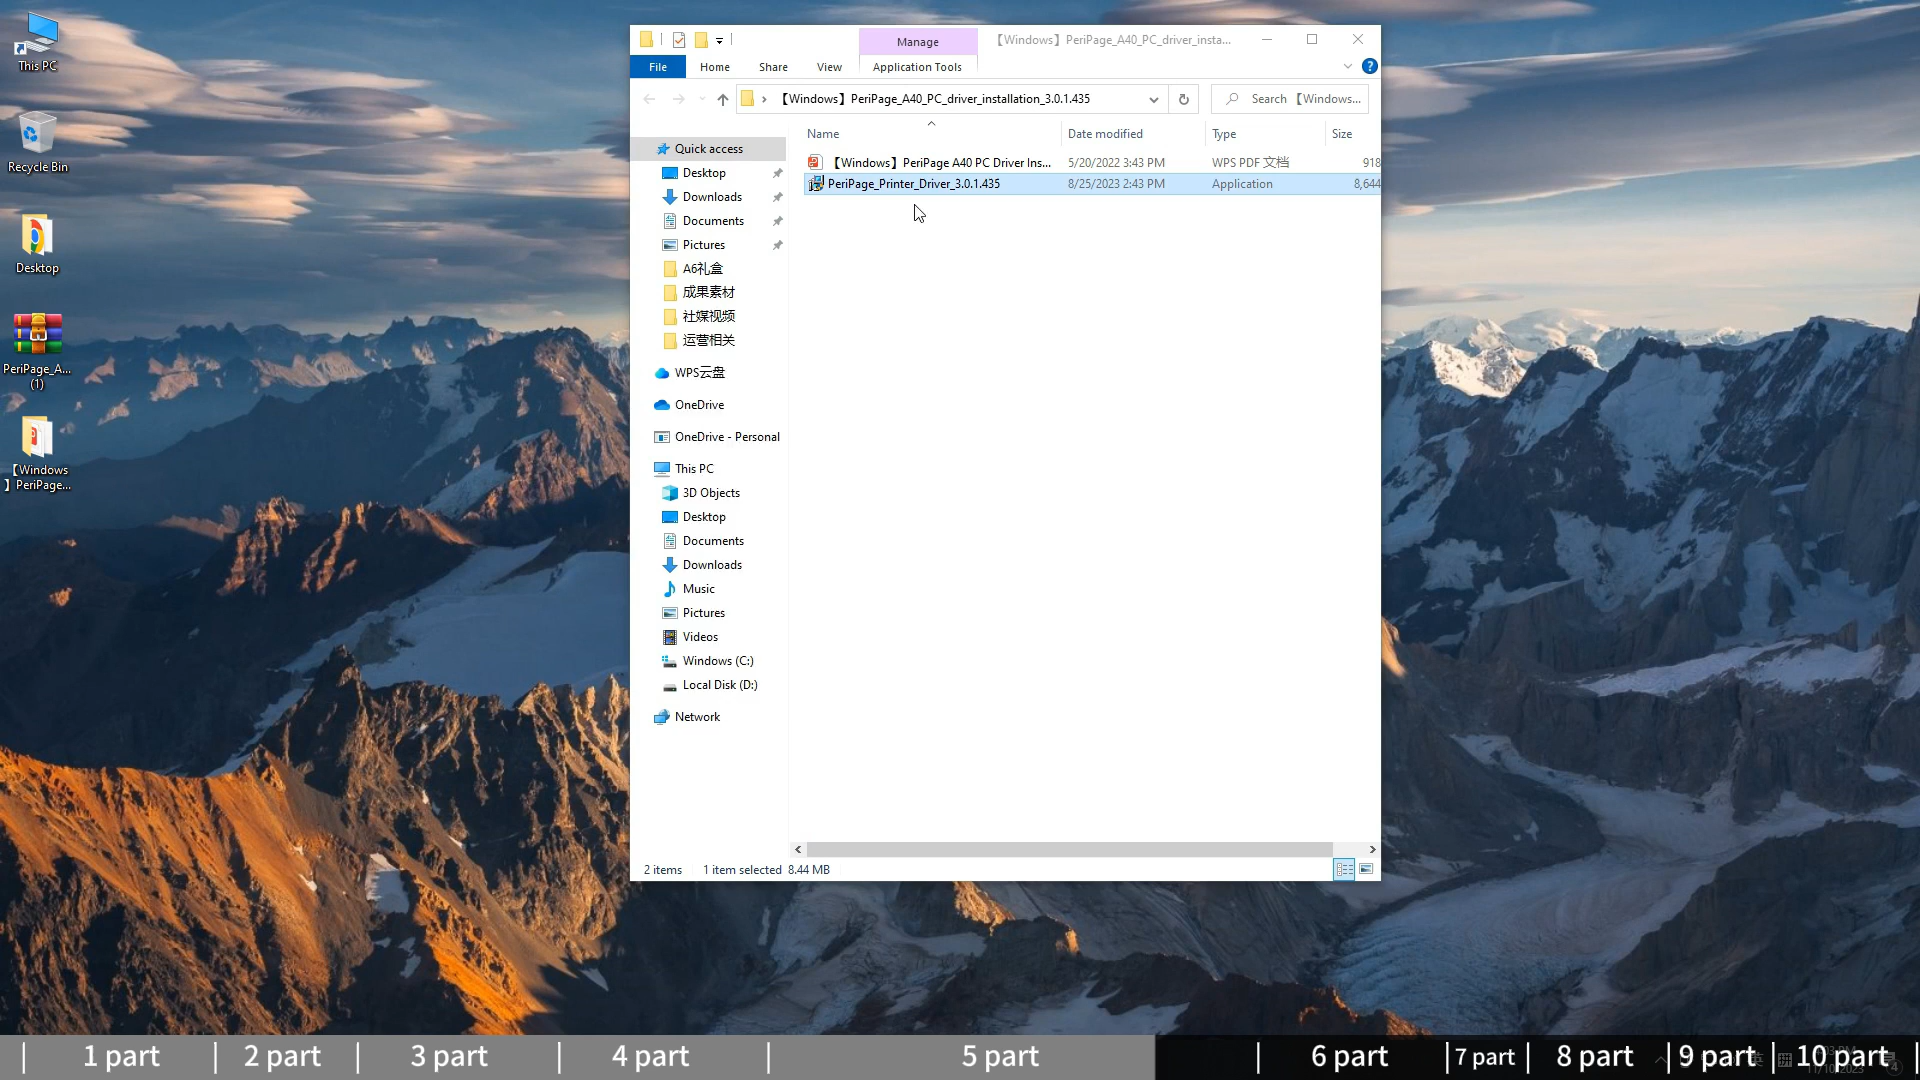 This PC
Recycle Bin
Desktop
PeriPage_A...
(1)
【Windows
】PeriPage...
Manage
【Windows】PeriPage_A40_PC_driver_insta...
File
Home
Share
View
Application Tools
【Windows】PeriPage_A40_PC_driver_installation_3.0.1.435
Search 【Windows...
Name
Date modified
Type
Size
【Windows】PeriPage A40 PC Driver Ins...
5/20/2022 3:43 PM
WPS PDF 文档
918
PeriPage_Printer_Driver_3.0.1.435
8/25/2023 2:43 PM
Application
8,644
Quick access
Desktop
Downloads
Documents
Pictures
A6礼盒
成果素材
社媒视频
运营相关
WPS云盘
OneDrive
OneDrive - Personal
This PC
3D Objects
Desktop
Documents
Downloads
Music
Pictures
Videos
Windows (C:)
Local Disk (D:)
Network
2 items
1 item selected 8.44 MB
1 part
2 part
3 part
4 part
5 part
6 part
7 part
8 part
9 part
10 part